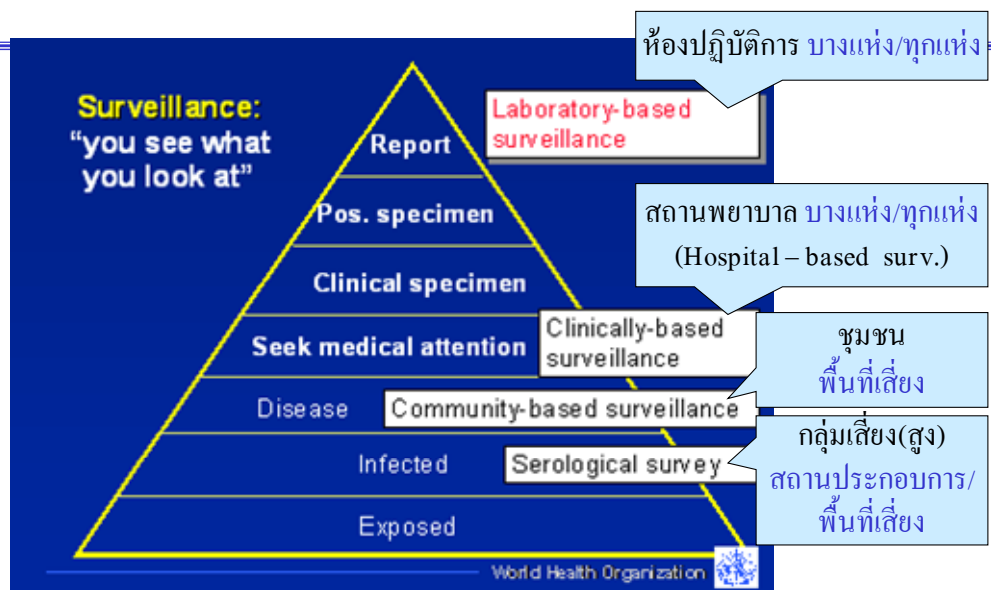 ห้องปฏิบัติการ บางแห่ง/ทุกแห่ง
Surveillance:
"you see what
you look at"
Laboratory-based
surveillance
Report
Pos. specimen
สถานพยาบาล บางแห่ง/ทุกแห่ง
(Hospital – based surv.)
Clinical specimen
Seek medical attention
Clinically-based
surveillance
ชุมชน
พื้นที่เสี่ยง
Disease
Community-based surveillance
กลุ่มเสี่ยง(สูง)
สถานประกอบการ/
พื้นที่เสี่ยง
Infected
Serological survey
Exposed
World Health Organization